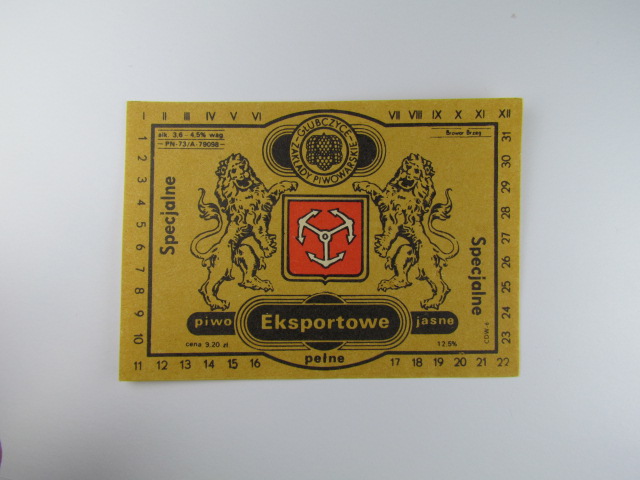 I II III IV V VI VII VIII IX X XI XII
alk. 3,6 - 4,5% wag
PN-73/A-79098
GŁUBCZYCE
ZAKŁADY PIWOWARSKIE
Browar Brzeg
1 2 3 4 5 6 7 8 9 10
Specjalne
Specjalne
31 30 29 28 27 26 25 24 23
piwo Eksportowe jasne
cena 9,20 zł
12,5%
CDW-e
pełne
11 12 13 14 15 16 17 18 19 20 21 22